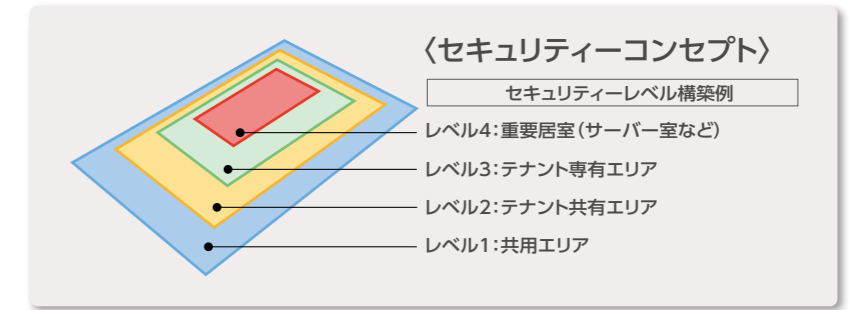 〈セキュリティーコンセプト〉
セキュリティーレベル構築例
レベル4：重要居室（サーバー室など）
レベル3：テナント専有エリア
レベル2：テナント共有エリア
レベル1：共用エリア